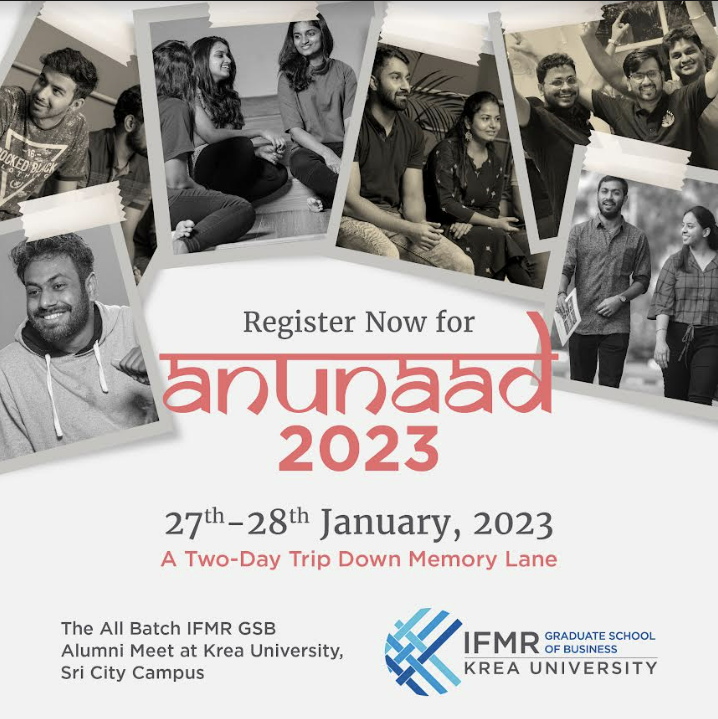 Register Now for
anunaad
2023
27th-28th January, 2023
A Two-Day Trip Down Memory Lane
The All Batch IFMR GSB
Alumni Meet at Krea University,
Sri City Campus
IFMR GRADUATE SCHOOL
OF BUSINESS
KREA UNIVERSITY